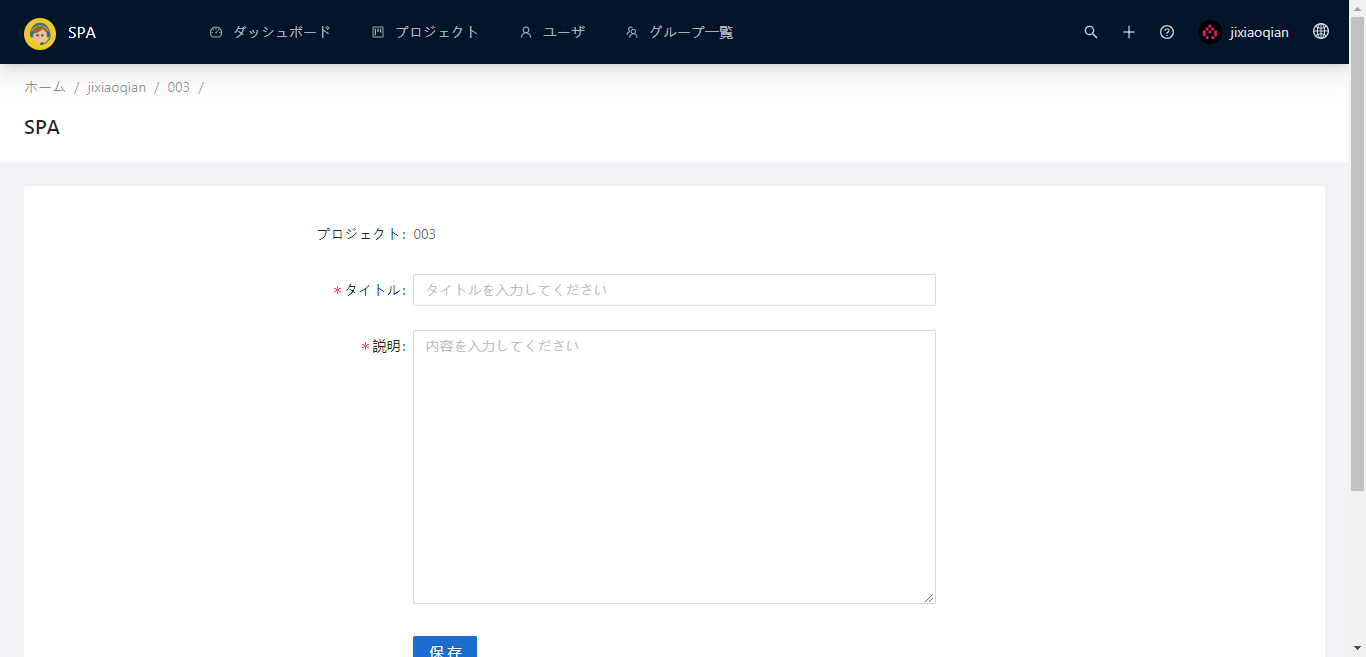 SPA ダッシュボード プロジェクト ユーザ グループ一覧 jixiaoqian
ホーム / jixiaoqian / 003 /
SPA
プロジェクト: 003
*タイトル: タイトルを入力してください
*説明: 内容を入力してください
保存